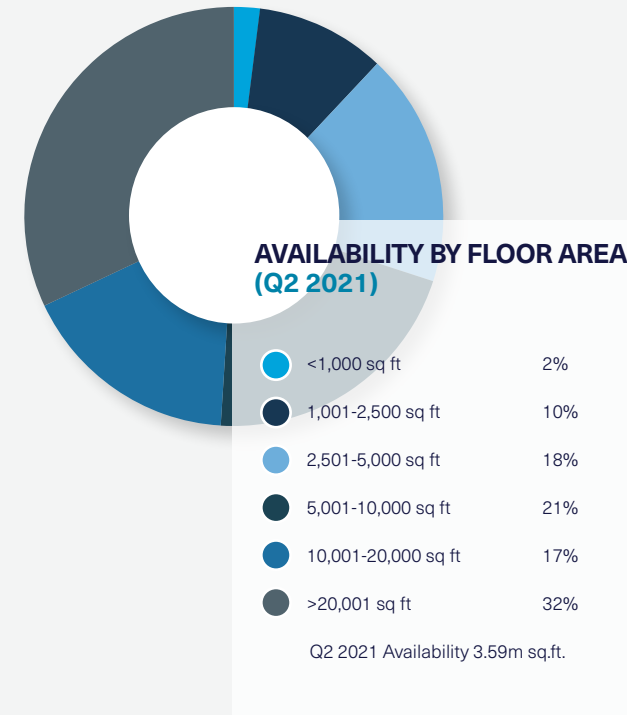 AVAILABILITY BY FLOOR AREA
(Q2 2021)
<1,000 sq ft 2%
1,001-2,500 sq ft 10%
2,501-5,000 sq ft 18%
5,001-10,000 sq ft 21%
10,001-20,000 sq ft 17%
>20,001 sq ft 32%
Q2 2021 Availability 3.59m sq.ft.